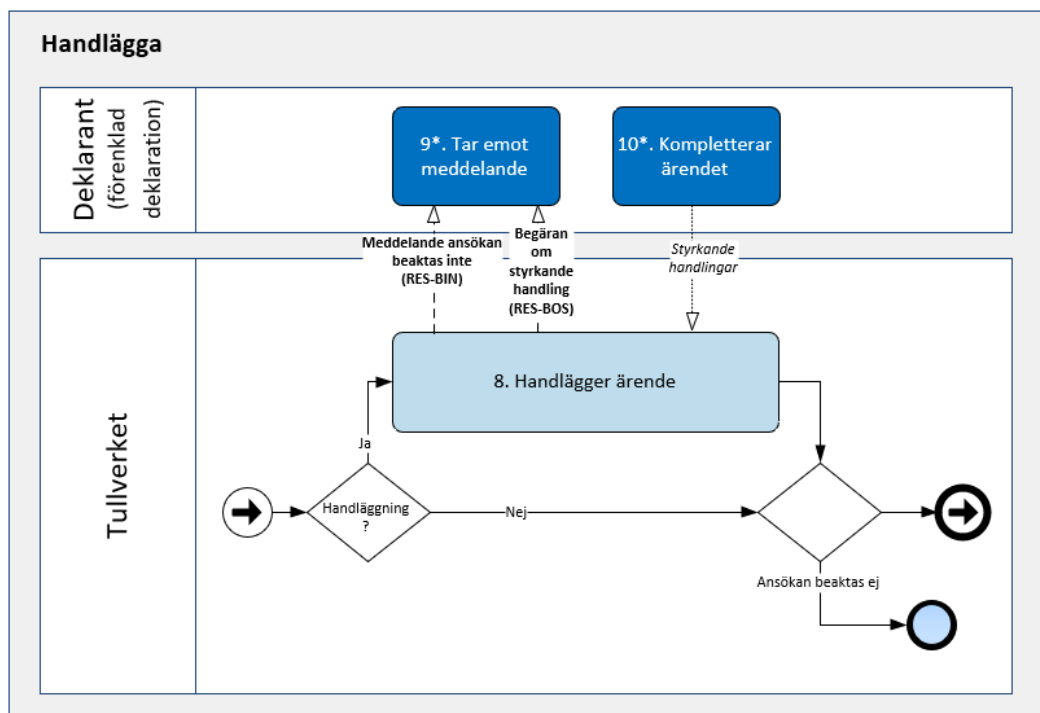 Handlägga
Deklarant
(förenklad
deklaration)
9*. Tar emot
meddelande
10*. Kompletterar
ärendet
Meddelande ansökan
beaktas inte
(RES-BIN)
Begäran
om
styrkande
handling
(RES-BOS)
Styrkande
handlingar
Tullverket
8. Handlägger ärende
Ja
Handläggning
?
Nej
Ansökan beaktas ej